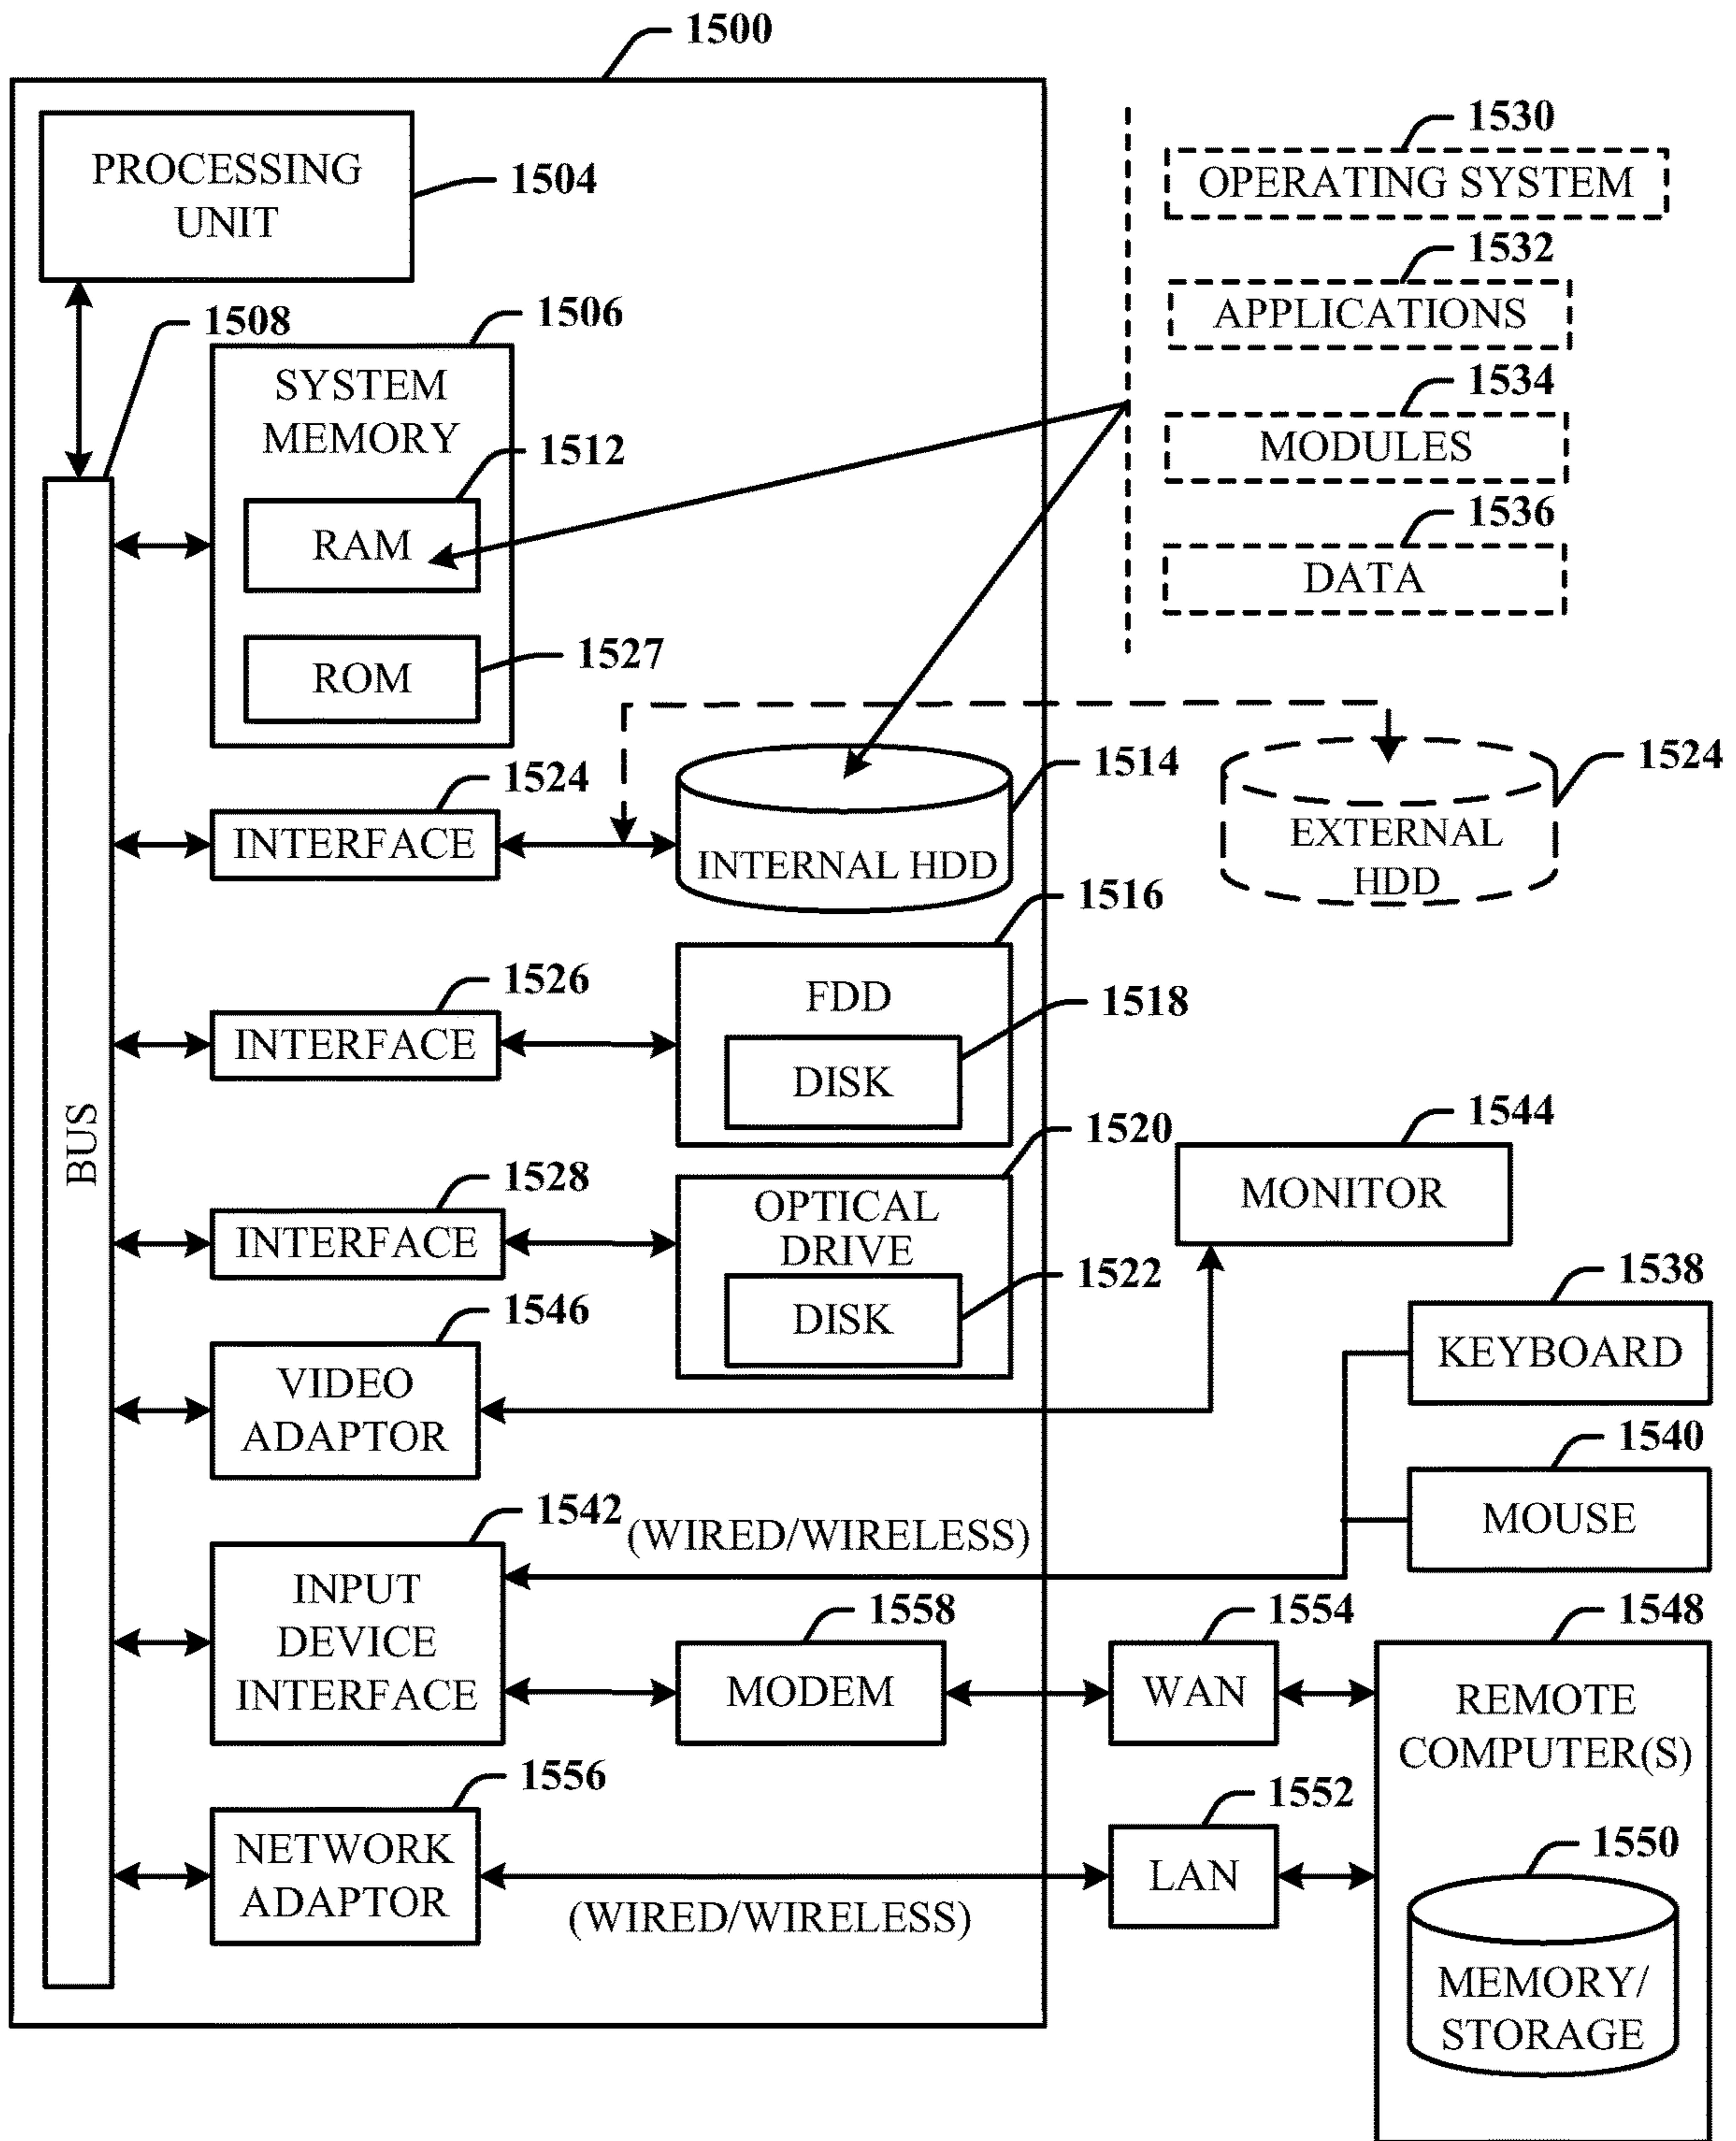 1500
PROCESSING
UNIT
1504
1530
OPERATING SYSTEM
1532
APPLICATIONS
1534
MODULES
1536
DATA
1508
1506
SYSTEM
MEMORY
1512
RAM
1527
ROM
1524
INTERFACE
1514
INTERNAL HDD
1524
EXTERNAL
HDD
1526
INTERFACE
1516
FDD
1518
DISK
BUS
1528
INTERFACE
1520
OPTICAL
DRIVE
1522
DISK
1544
MONITOR
1546
VIDEO
ADAPTOR
1538
KEYBOARD
1540
MOUSE
1542
(WIRED/WIRELESS)
INPUT
DEVICE
INTERFACE
1558
MODEM
1554
WAN
1548
REMOTE
COMPUTER(S)
1556
NETWORK
ADAPTOR
(WIRED/WIRELESS)
1552
LAN
1550
MEMORY/
STORAGE